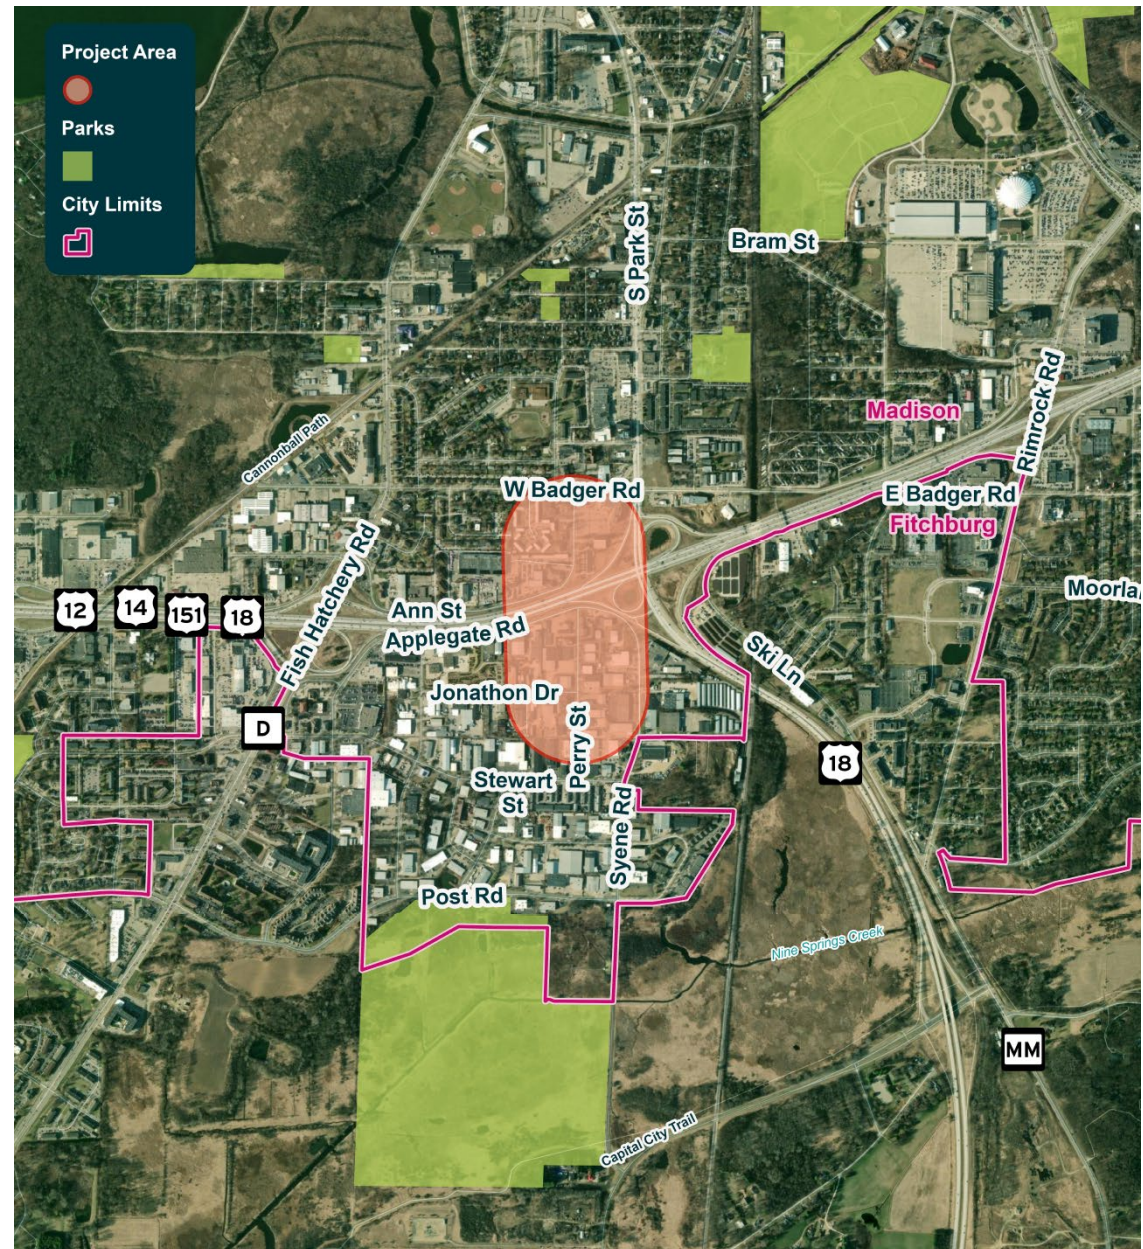 Project Area
Parks
City Limits
S Park St
Bram St
Rimrock Rd
Madison
Cannonball Path
W Badger Rd
E Badger Rd
Fitchburg
Fish Hatchery Rd
Moorla
12
14
151
18
Ann St
Applegate Rd
Ski Ln
Jonathon Dr
D
Perry St
18
Stewart
St
Syene Rd
Post Rd
Nine Springs Creek
MM
Capital City Trail